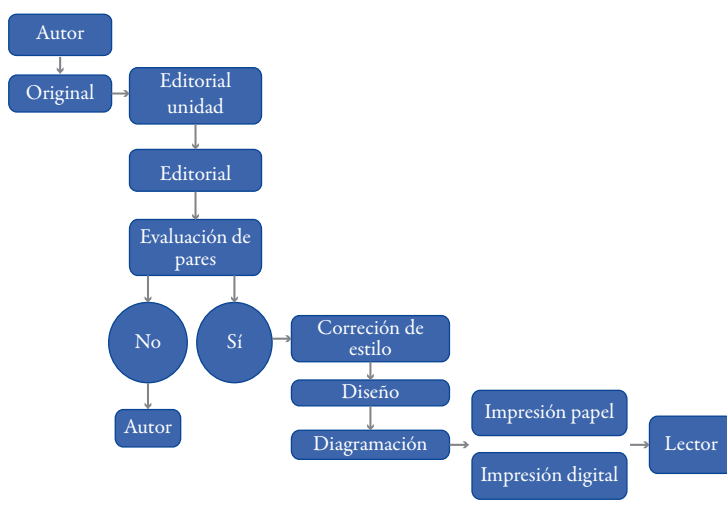 Autor
Original
Editorial
unidad
Editorial
Evaluación de
pares
No
Sí
Autor
Correción de
estilo
Diseño
Diagramación
Impresión papel
Impresión digital
Lector